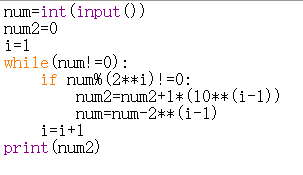 num=int(input())
num2=0
i=1
while(num!=0):
    if num%(2**i)!=0:
        num2=num2+1*(10**(i-1))
        num=num-2**(i-1)
    i=i+1
print(num2)